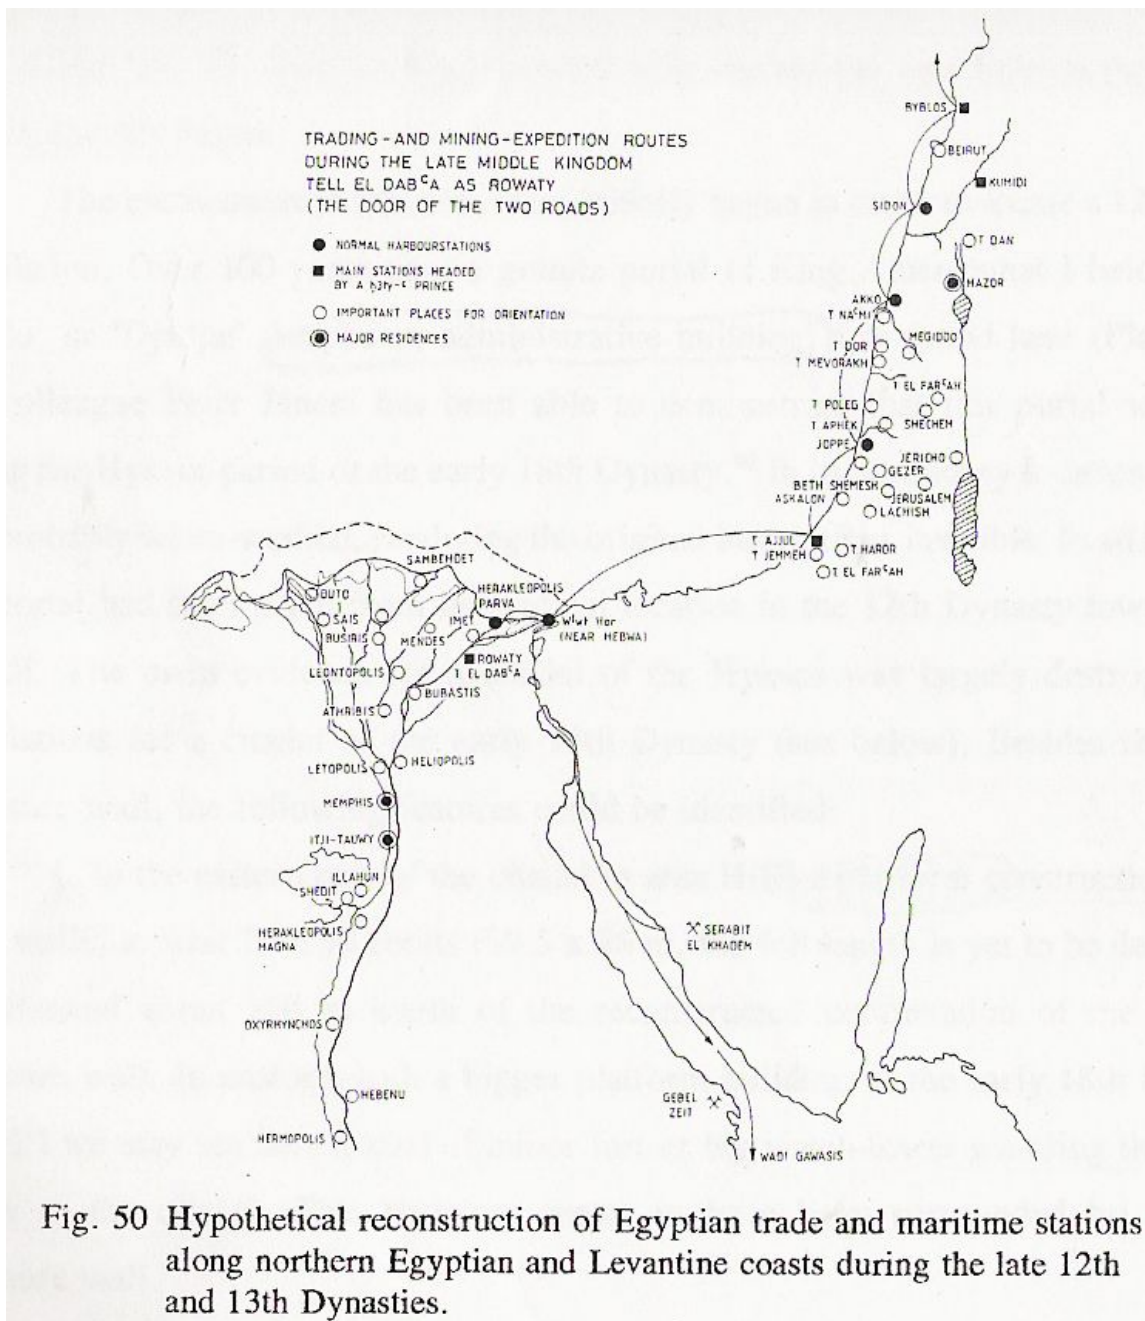 TRADING-AND MINING-EXPEDITION ROUTES
DURING THE LATE MIDDLE KINGDOM
TELL EL DABᶜA AS ROWATY
(THE DOOR OF THE TWO ROADS)
NORMAL HARBOURSTATIONS
MAIN STATIONS HEADED
BY A ḥ3ty-ᶜ PRINCE
IMPORTANT PLACES FOR ORIENTATION
MAJOR RESIDENCES
BYBLOS
BEIRUT
KUMIDI
SIDON
T DAN
HAZOR
AKKO
T NAᶜMI
MEGIDDO
T DOR
T MEVORAKH
T EL FARᶜAH
T POLEG
T APHEK
SHECHEM
JOPPE
JERICHO
GEZER
BETH SHEMESH
JERUSALEM
ASKALON
LACHISH
T AJJUL
T JEMMEH
T HAROR
T EL FARᶜAH
SAMBEHDET
BUTO
HERAKLEOPOLIS
PARVA
SAIS
IMET
BUSIRIS
MENDES
(NEAR HEBWA)
LEONTOPOLIS
ROWATY
EL DABᶜA
BUBASTIS
ATHRIBIS
LETOPOLIS
HELIOPOLIS
MEMPHIS
ITJI-TAUWY
ILLAHUN
SHEDIT
HERAKLEOPOLIS
MAGNA
SERABIT
EL KHADEM
OXYRHYNCHOS
HEBENU
GEBEL
ZEIT
HERMOPOLIS
WADI GAWASIS
Fig. 50 Hypothetical reconstruction of Egyptian trade and maritime stations
along northern Egyptian and Levantine coasts during the late 12th
and 13th Dynasties.